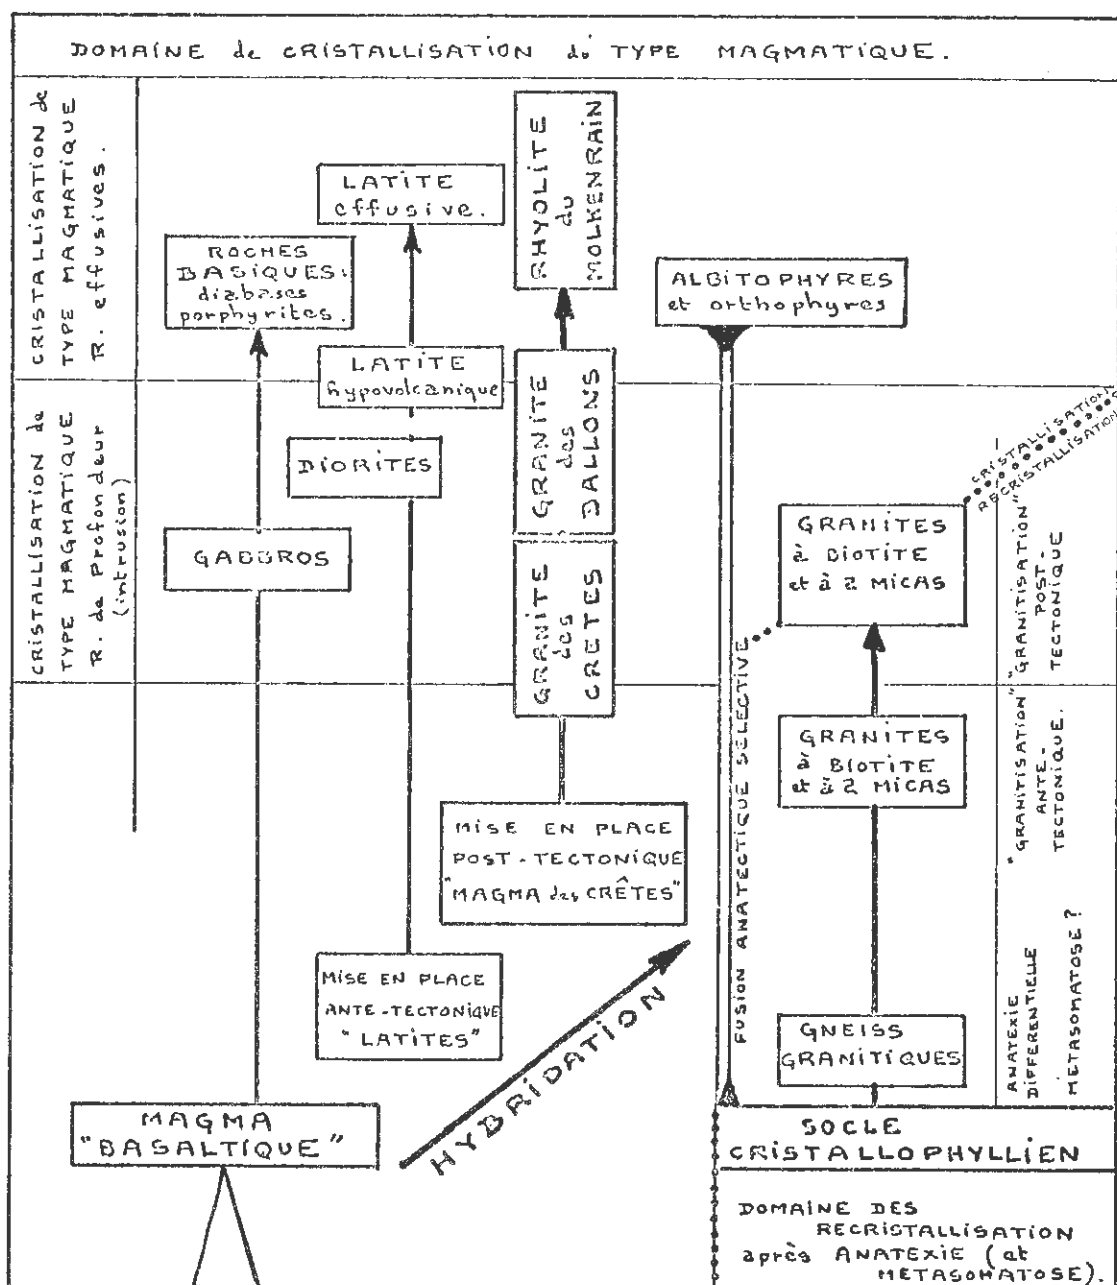 DOMAINE de CRISTALLISATION du TYPE MAGMATIQUE.
CRISTALLISATION de
TYPE MAGMATIQUE
R. effusives.
CRISTALLISATION de
TYPE MAGMATIQUE
R. de Profondeur
(intrusion)
ROCHES
BASIQUES:
diabases
porphyrites.
GABBROS
MAGMA
"BASALTIQUE"
LATITE
effusive.
LATITE
hypovolcanique
DIORITES
MISE EN PLACE
ANTE-TECTONIQUE
"LATITES"
RHYOLITE
du
MOLKENRAIN
GRANITE
des
BALLONS
GRANITE
des
CRETES
MISE EN PLACE
POST-TECTONIQUE
"MAGMA des CRÊTES"
HYBRIDATION
ALBITOPHYRES
et orthophyres
FUSION ANATECTIQUE SELECTIVE
CRISTALLISATION
RECRISTALLISATION
GRANITES
à BIOTITE
et à 2 MICAS
GRANITES
à BIOTITE
et à 2 MICAS
GNEISS
GRANITIQUES
"GRANITISATION"
POST-
TECTONIQUE
"GRANITISATION"
ANTE-
TECTONIQUE.
ANATEXIE
DIFFERENTIELLE
METASOMATOSE?
SOCLE
CRISTALLOPHYLLIEN
DOMAINE DES
RECRISTALLISATION
après ANATEXIE (et
METASOMATOSE).